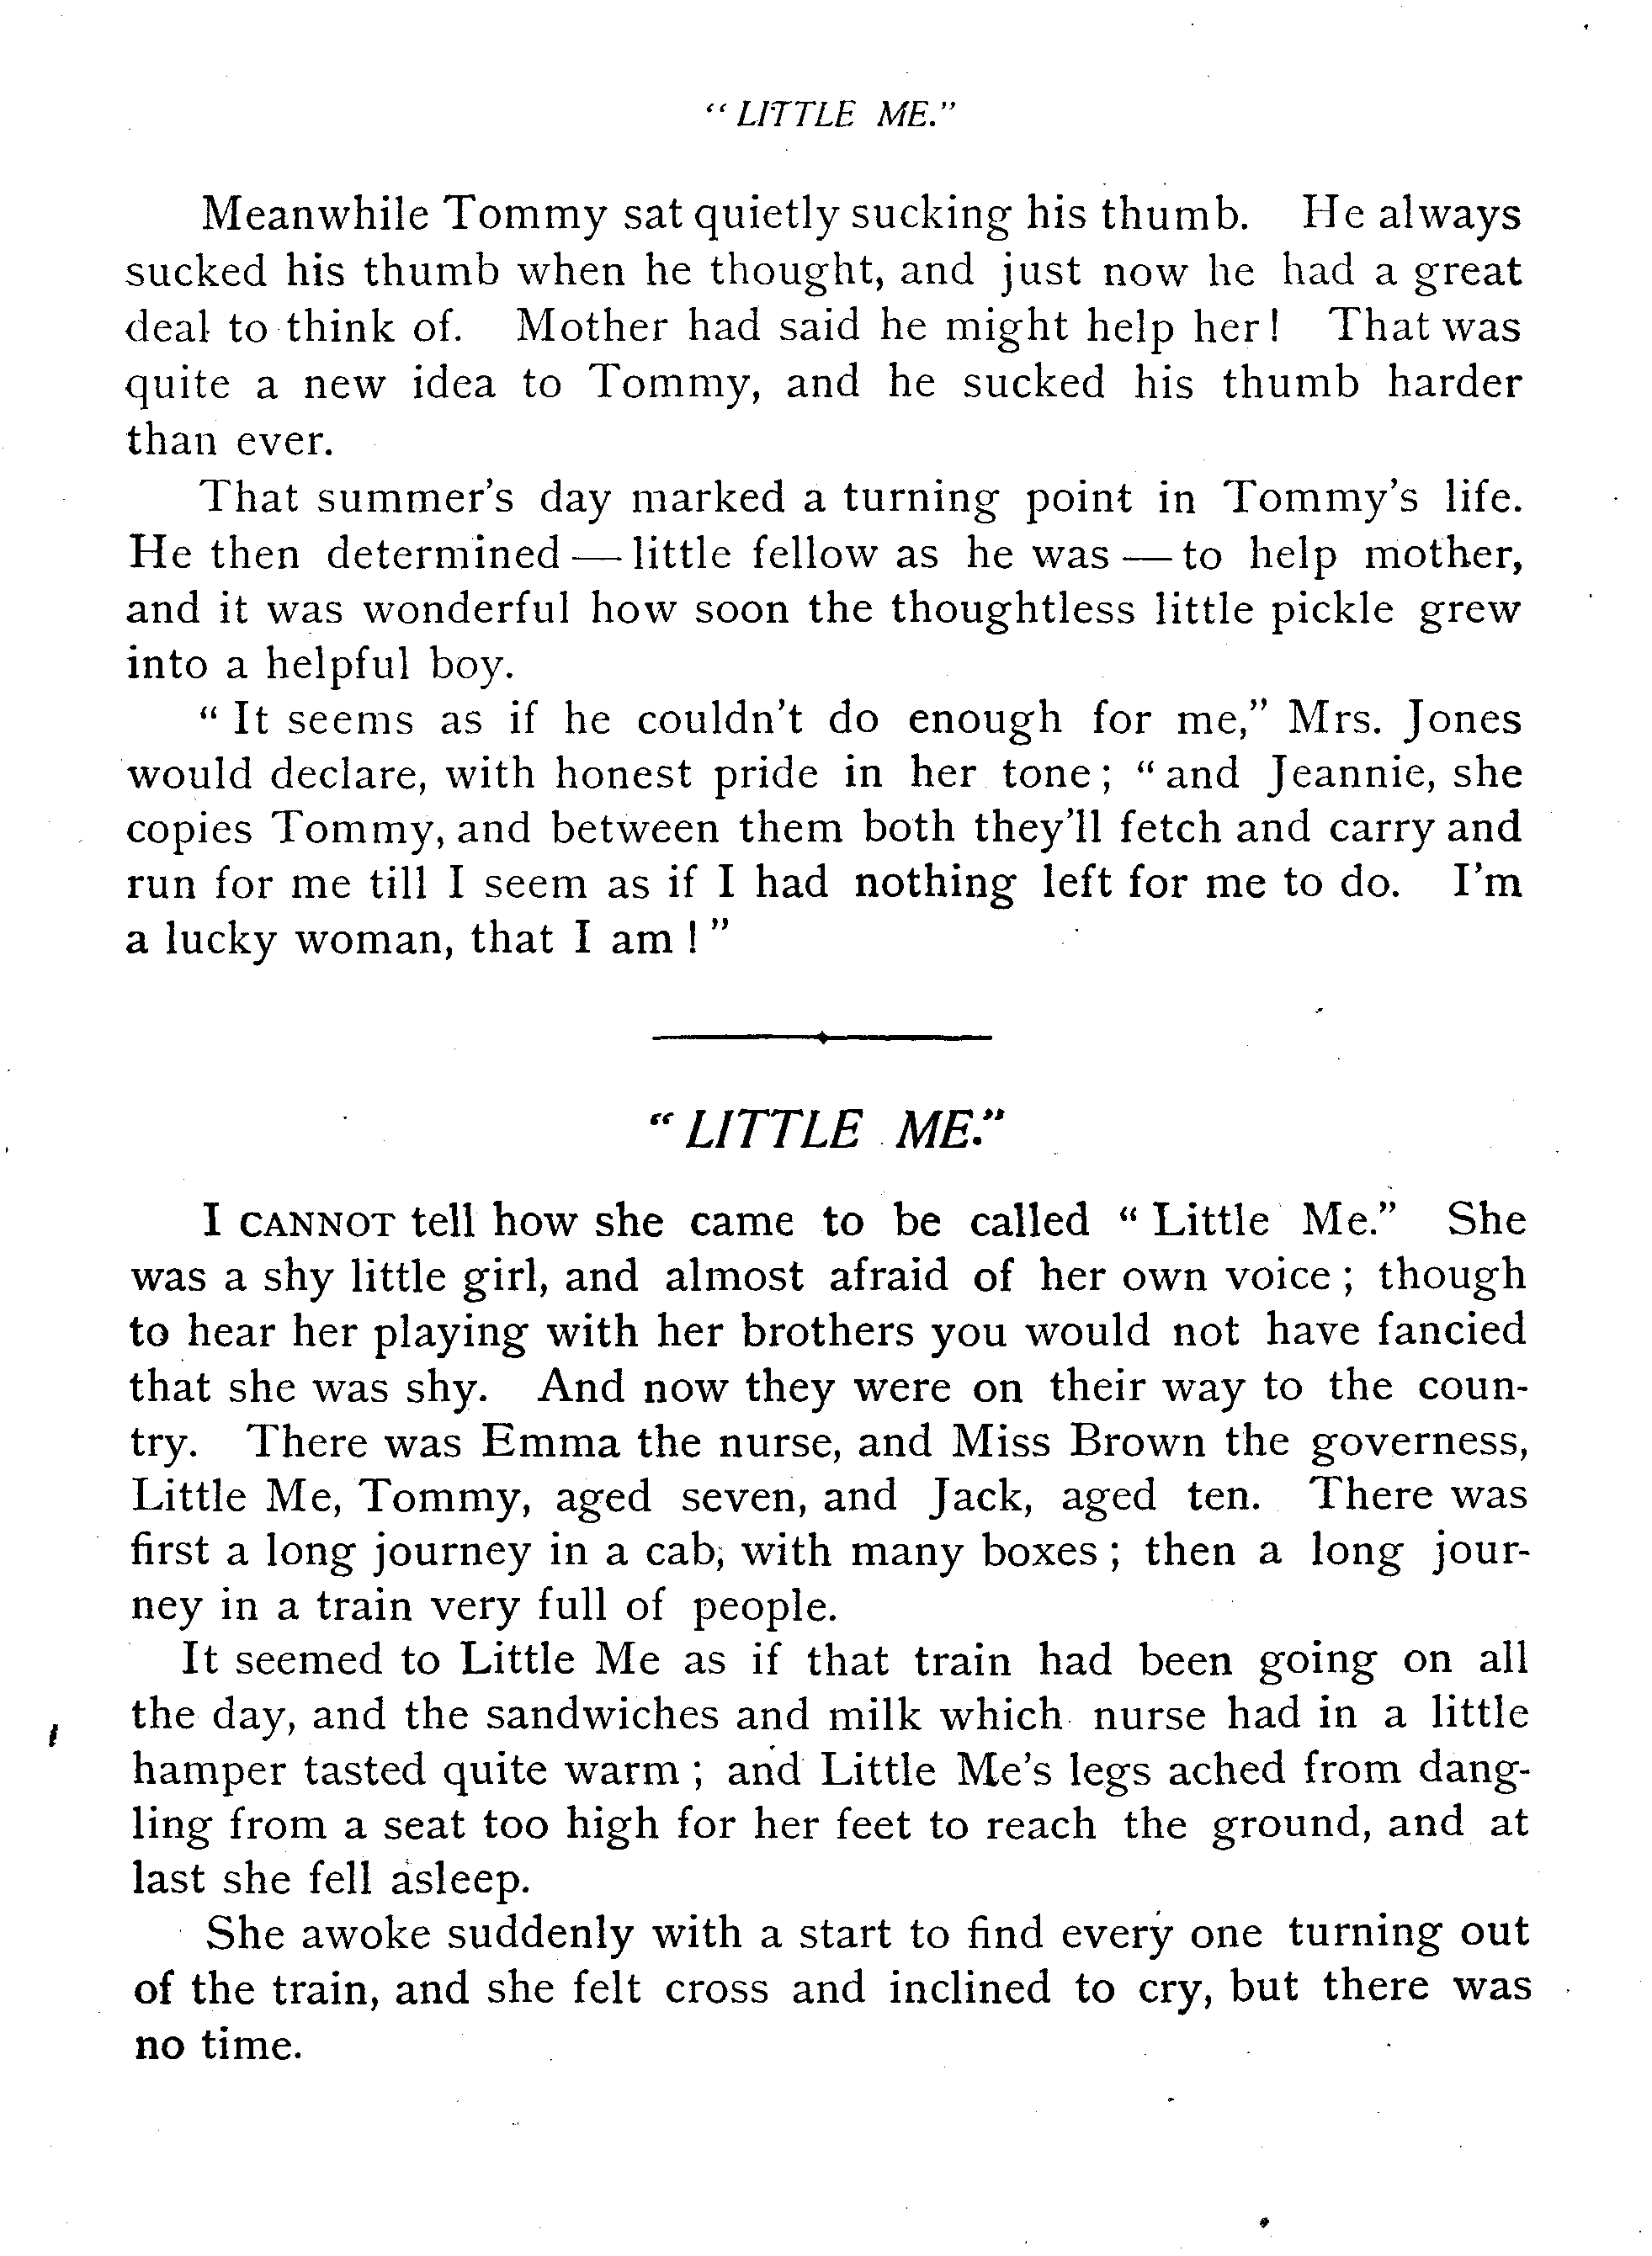 “ LITTLE ME.”
Meanwhile Tommy sat quietly sucking his thumb. He always
sucked his thumb when he thought, and just now he had a great
deal to think of. Mother had said he might help her! That was
quite a new idea to Tommy, and he sucked his thumb harder
than ever.
That summer's day marked a turning point in Tommy's life.
He then determined — little fellow as he was — to help mother,
and it was wonderful how soon the thoughtless little pickle grew
into a helpful boy.
“ It seems as if he couldn't do enough for me,” Mrs. Jones
would declare, with honest pride in her tone ; “ and Jeannie, she
copies Tommy, and between them both they'll fetch and carry and
run for me till I seem as if I had nothing left for me to do. I'm
a lucky woman, that I am ! ”
“ LITTLE ME.”
I CANNOT tell how she came to be called “ Little Me.” She
was a shy little girl, and almost afraid of her own voice ; though
to hear her playing with her brothers you would not have fancied
that she was shy. And now they were on their way to the coun-
try. There was Emma the nurse, and Miss Brown the governess,
Little Me, Tommy, aged seven, and Jack, aged ten. There was
first a long journey in a cab, with many boxes ; then a long jour-
ney in a train very full of people.
It seemed to Little Me as if that train had been going on all
the day, and the sandwiches and milk which nurse had in a little
hamper tasted quite warm ; and Little Me's legs ached from dang-
ling from a seat too high for her feet to reach the ground, and at
last she fell asleep.
She awoke suddenly with a start to find every one turning out
of the train, and she felt cross and inclined to cry, but there was
no time.